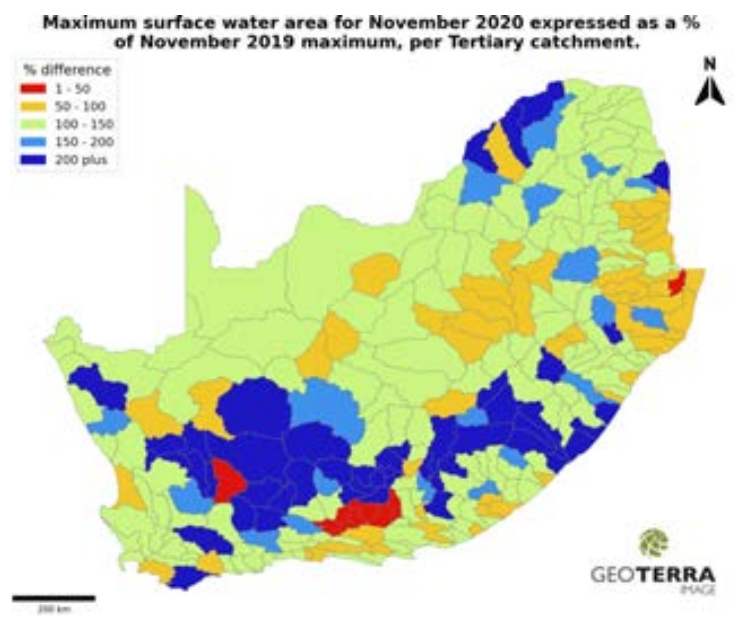 Maximum surface water area for November 2020 expressed as a %
of November 2019 maximum, per Tertiary catchment.
% difference
1 - 50
50 - 100
100 - 150
150 - 200
200 plus
N
GEOTERRA
IMAGE
200 km